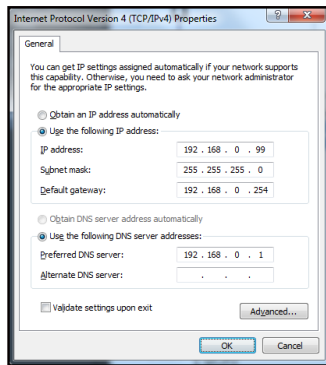 Internet Protocol Version 4 (TCP/IPv4) Properties
General
You can get IP settings assigned automatically if your network supports
this capability. Otherwise, you need to ask your network administrator
for the appropriate IP settings.
Obtain an IP address automatically
Use the following IP address:
IP address: 192 . 168 . 0 . 99
Subnet mask: 255 . 255 . 255 . 0
Default gateway: 192 . 168 . 0 . 254
Obtain DNS server address automatically
Use the following DNS server addresses:
Preferred DNS server: 192 . 168 . 0 . 1
Alternate DNS server: . . .
Validate settings upon exit
Advanced...
OK Cancel